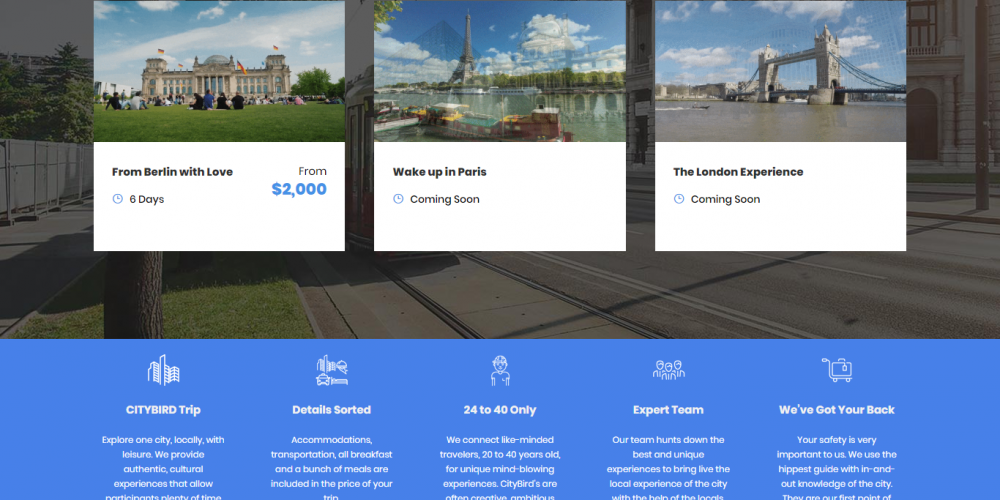 From Berlin with Love
From
$2,000
6 Days
Wake up in Paris
Coming Soon
The London Experience
Coming Soon
CITYBIRD Trip
Explore one city, locally, with
leisure. We provide
authentic, cultural
experiences that allow
participants plenty of time
Details Sorted
Accommodations,
transportation, all breakfast
and a bunch of meals are
included in the price of your
trip.
24 to 40 Only
We connect like-minded
travelers, 20 to 40 years old,
for unique mind-blowing
experiences. CityBird's are
often creative, ambitious
Expert Team
Our team hunts down the
best and unique
experiences to bring live the
local experience of the city
with the help of the locals
We've Got Your Back
Your safety is very
important to us. We use the
hippest guide with in-and-
out knowledge of the city.
They are our first point of